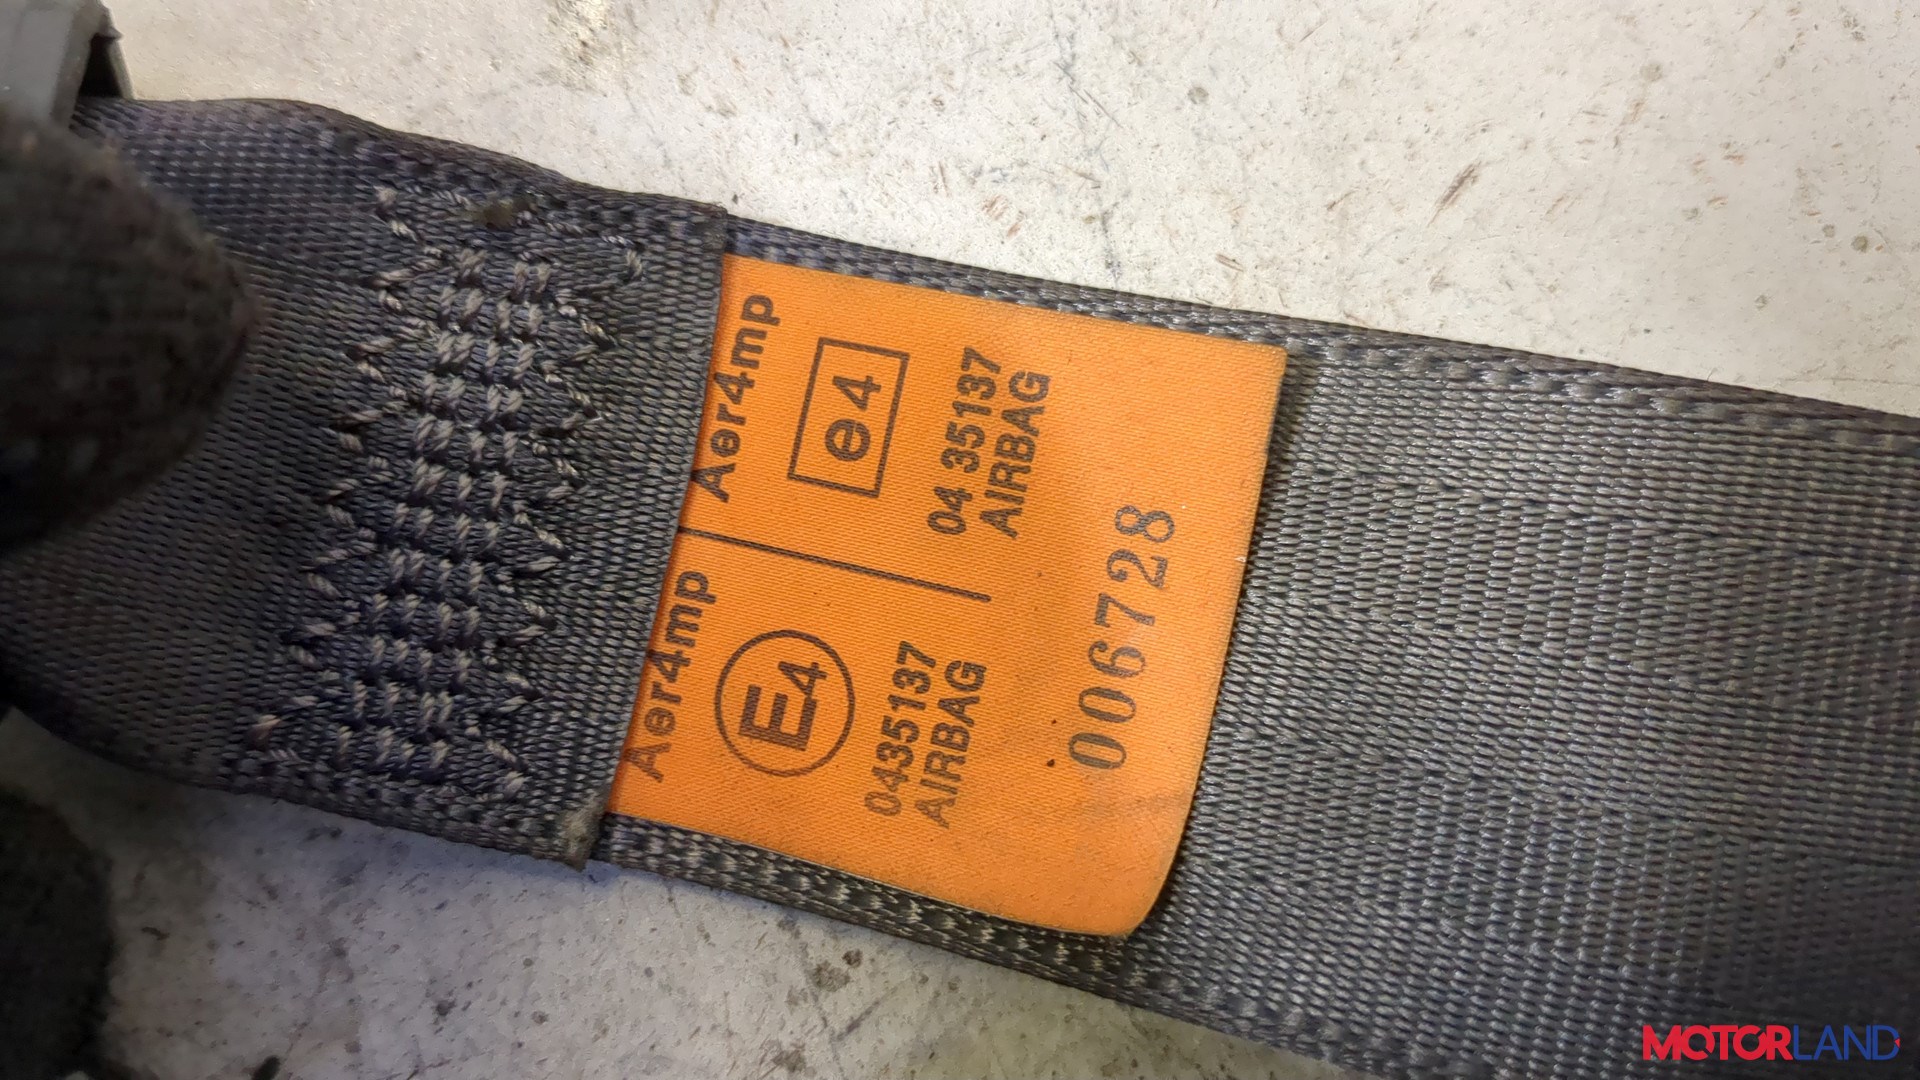 Aer4mp
e4
04 35137
AIRBAG
Aer4mp
E4
0435137
AIRBAG
006728
MOTORLAND